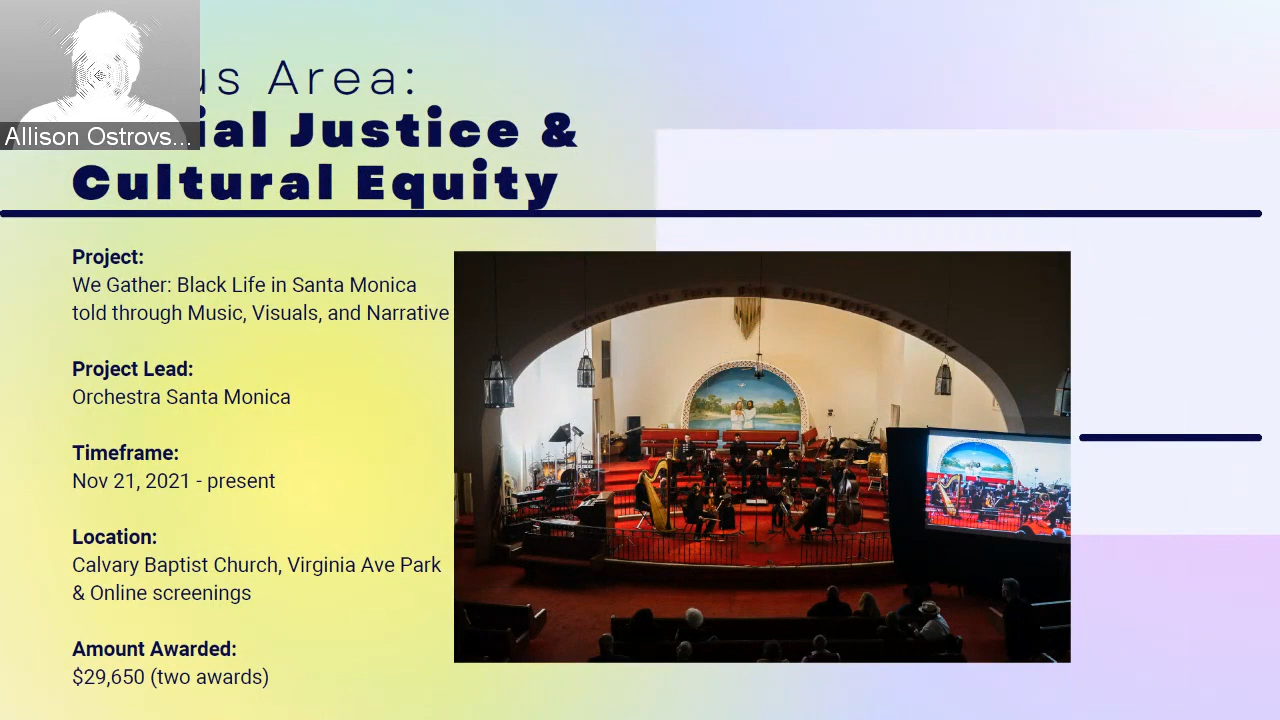 us Area:
Allison Ostrovs...
ial Justice &
Cultural Equity
Project:
We Gather: Black Life in Santa Monica
told through Music, Visuals, and Narrative
Project Lead:
Orchestra Santa Monica
Timeframe:
Nov 21, 2021 - present
Location:
Calvary Baptist Church, Virginia Ave Park
& Online screenings
Amount Awarded:
$29,650 (two awards)